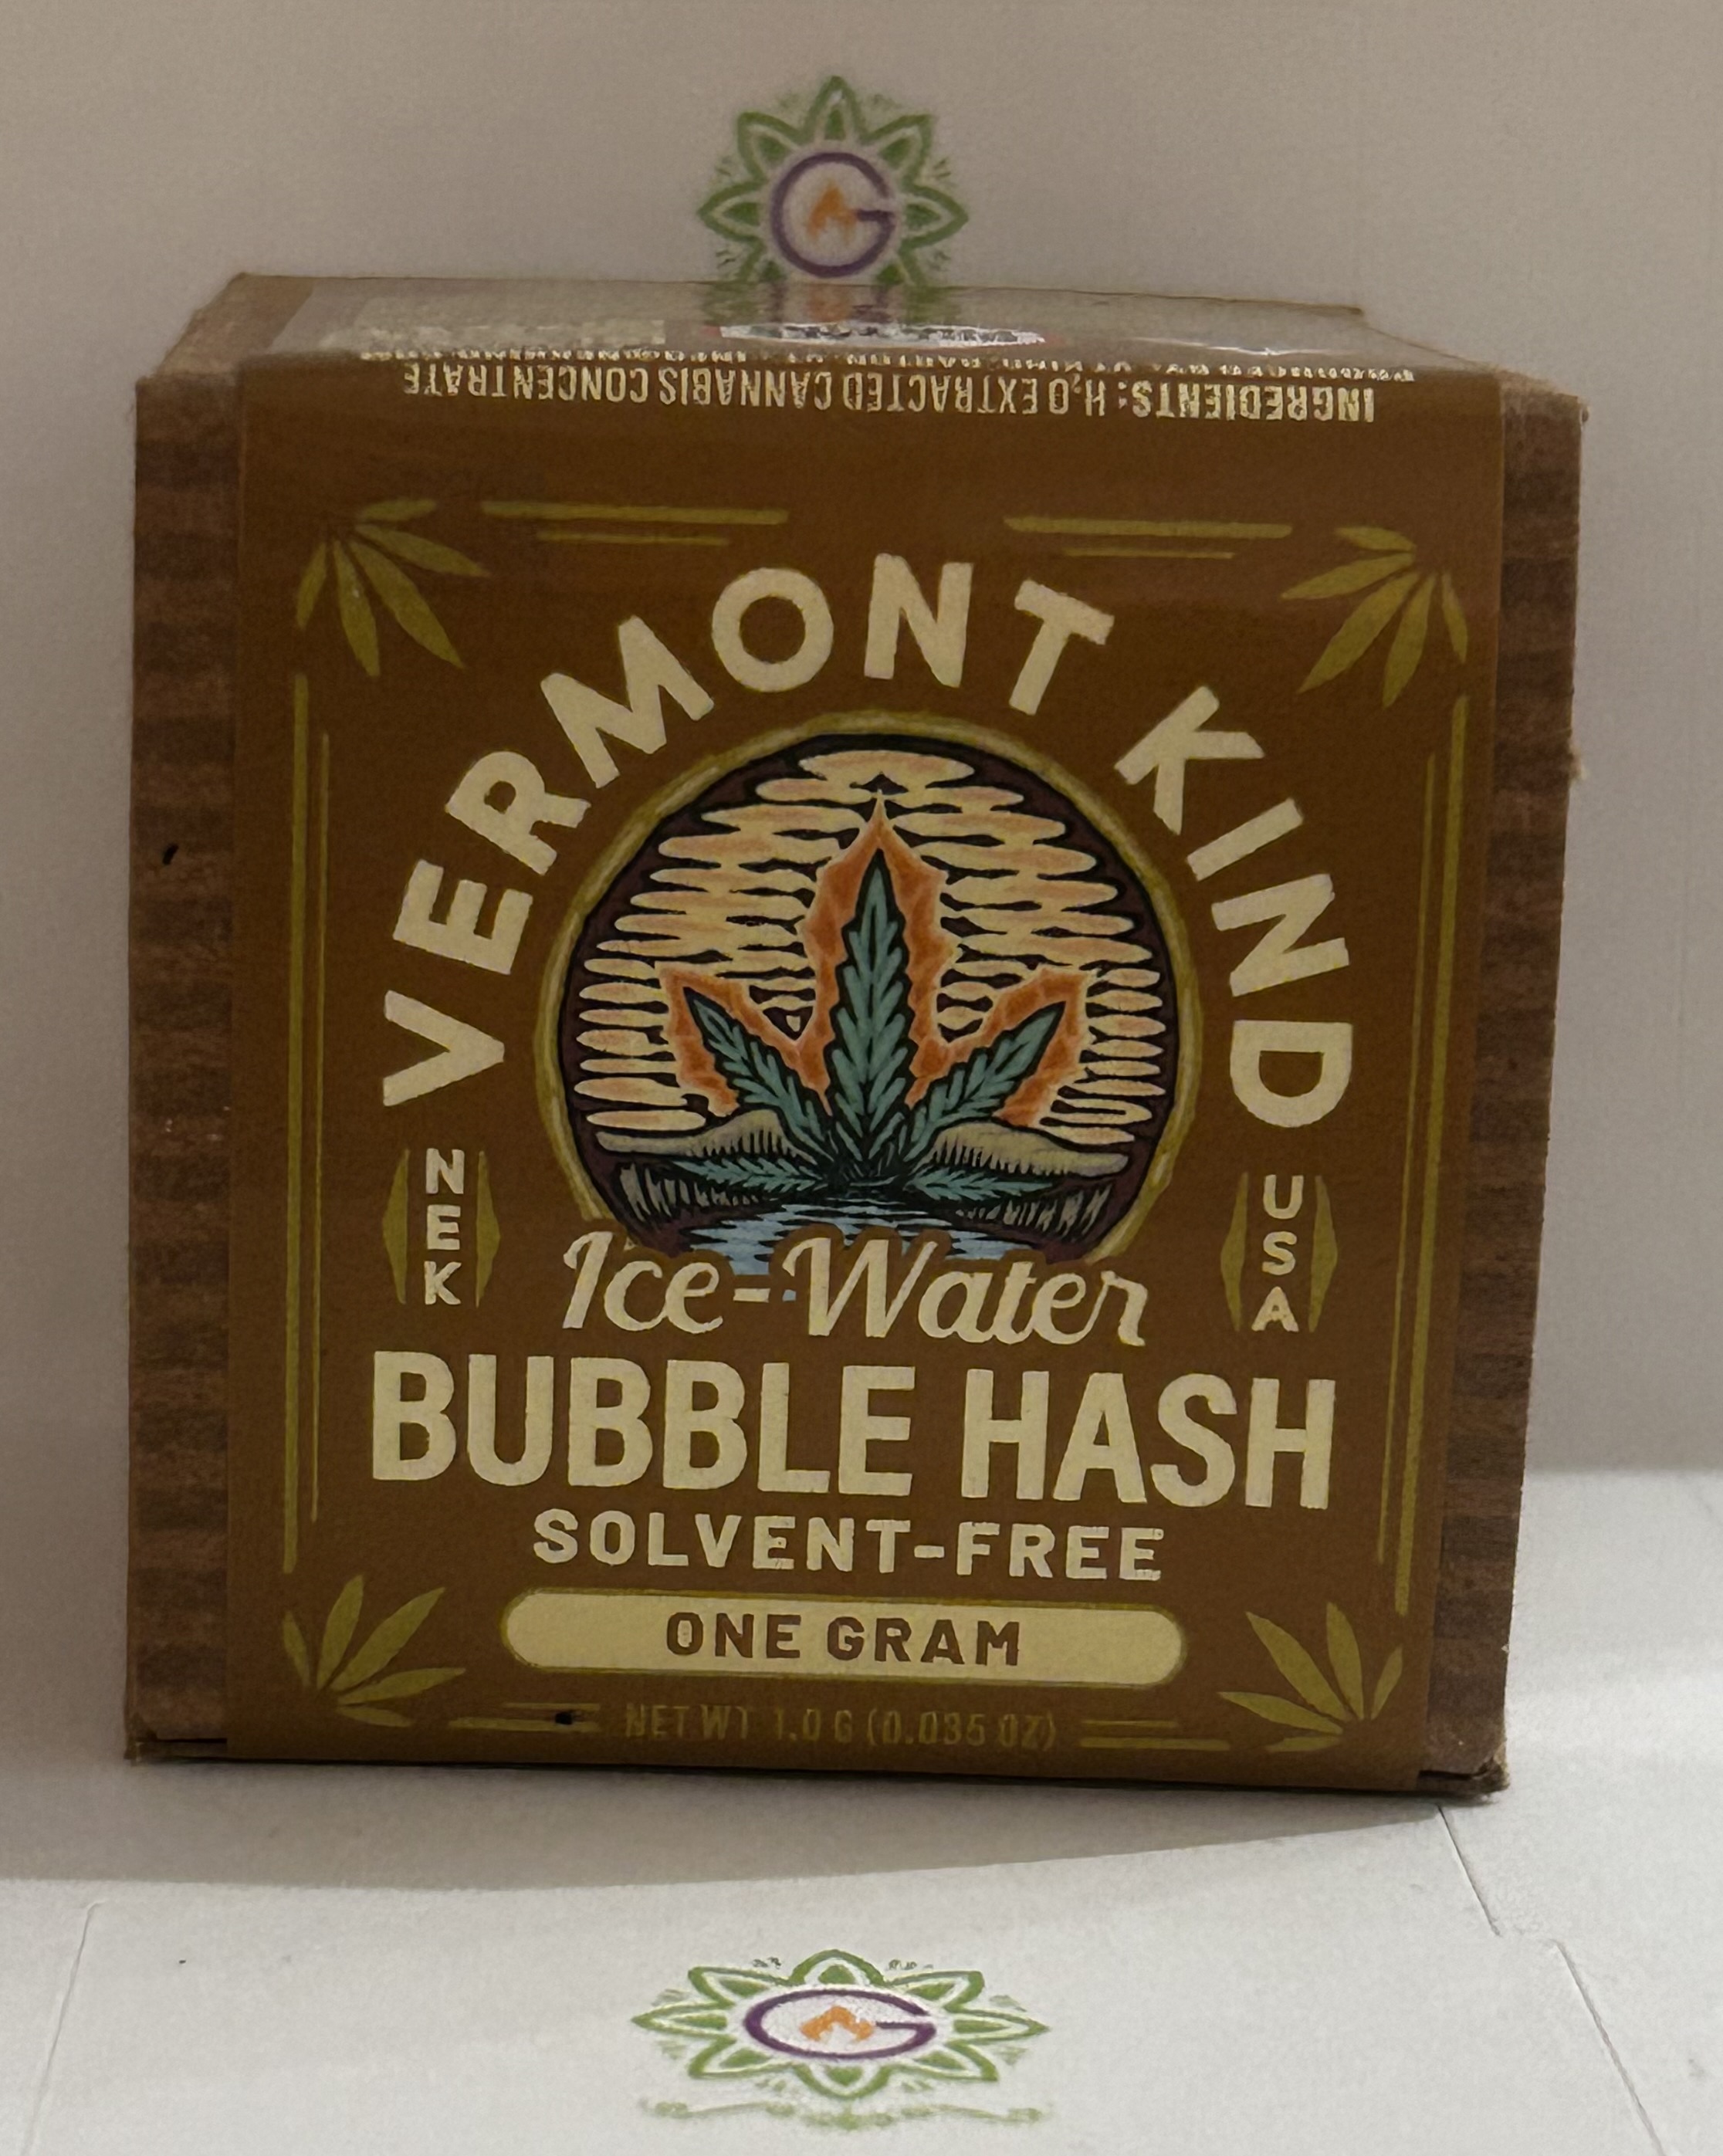 INGREDIENTS: H₂O EXTRACTED CANNABIS CONCENTRATE
VERMONT KIND
NEK
USA
Ice-Water
BUBBLE HASH
SOLVENT-FREE
ONE GRAM
NET WT 1.0 G (0.035 OZ)